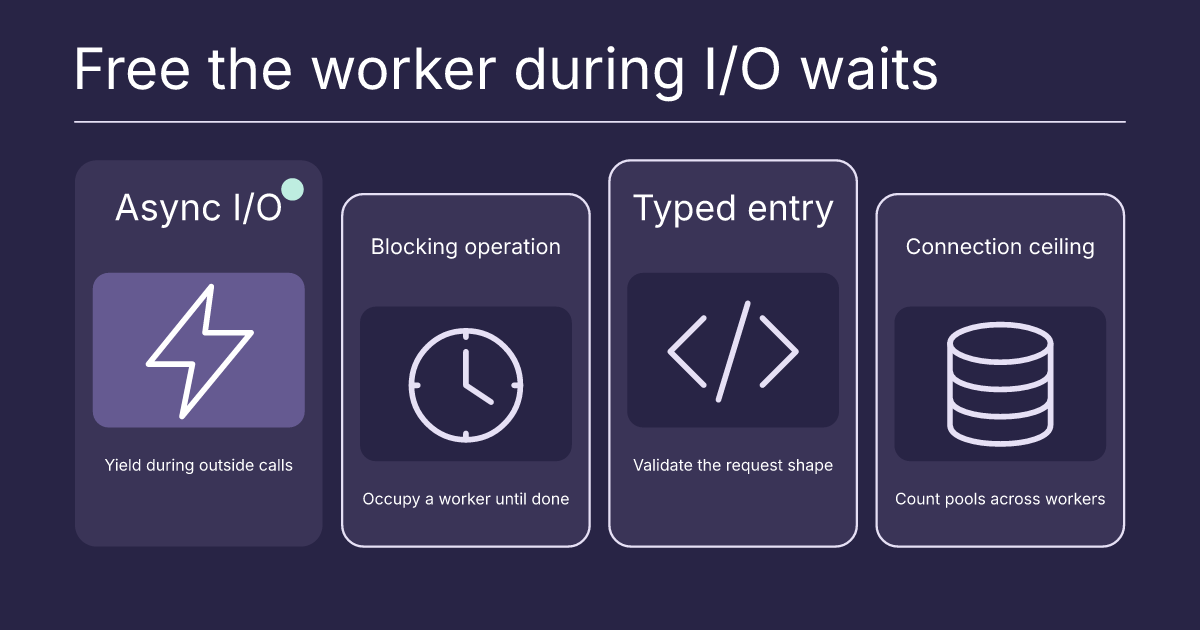 Free the worker during I/O waits
Async I/O
Yield during outside calls
Blocking operation
Occupy a worker until done
Typed entry
Validate the request shape
Connection ceiling
Count pools across workers